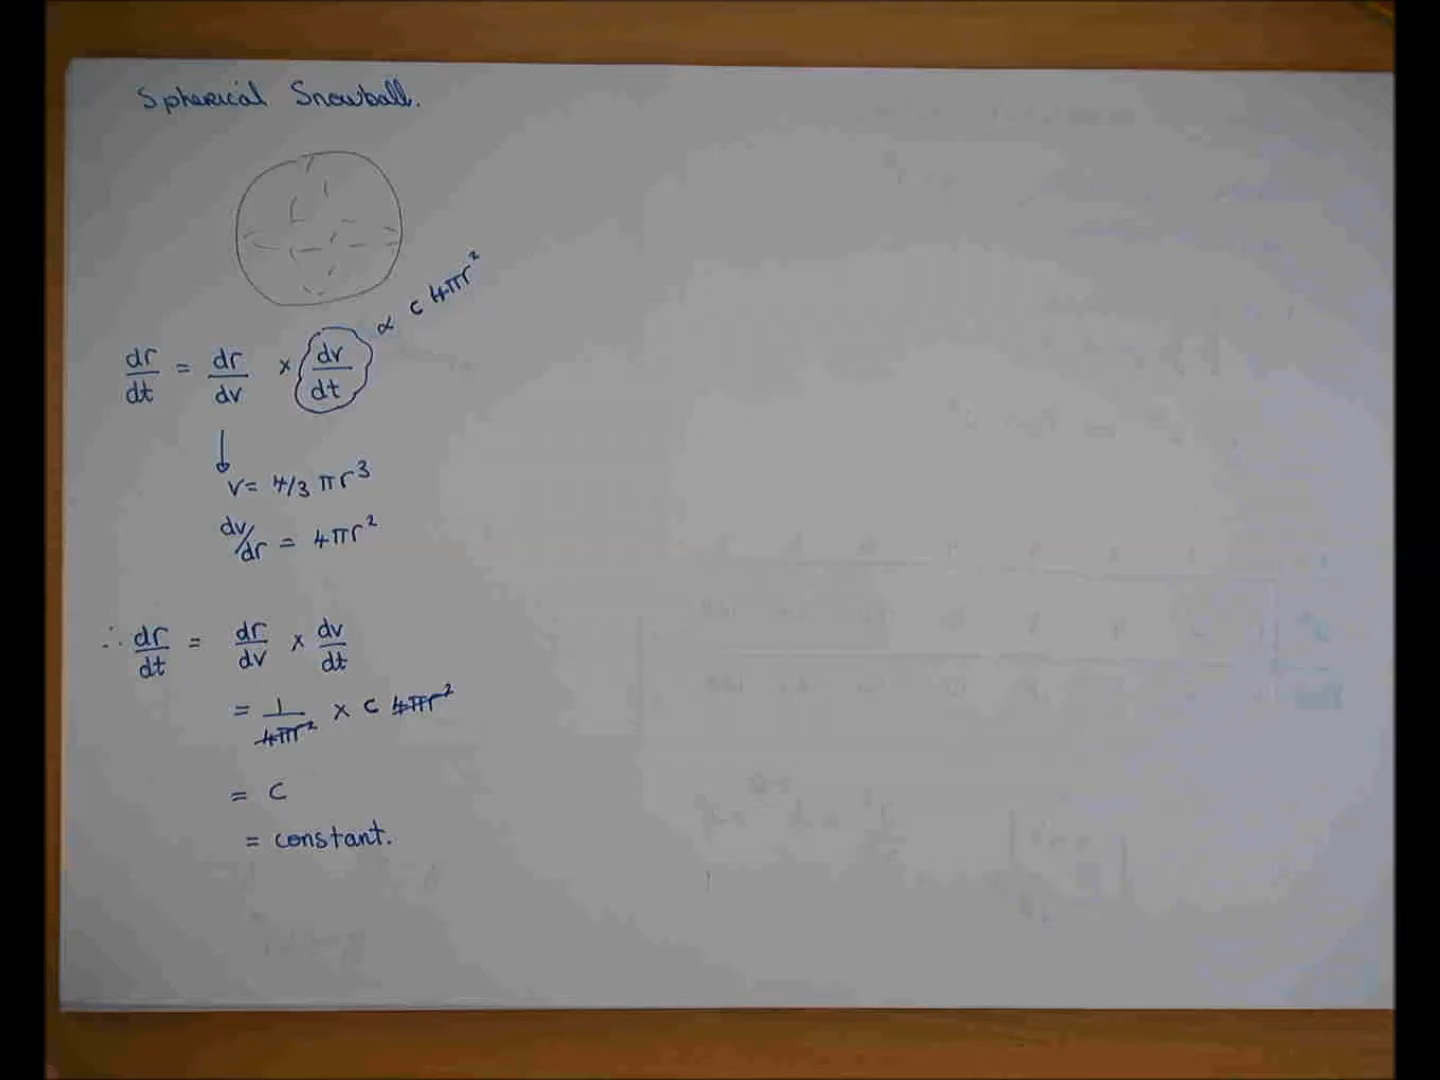 Spherical Snowball.
dr/dt = dr/dv × dv/dt ∝ c 4πr²
v = 4/3 πr³
dv/dr = 4πr²
∴ dr/dt = dr/dv × dv/dt
= 1/4πr² × c 4πr²
= c
= constant.